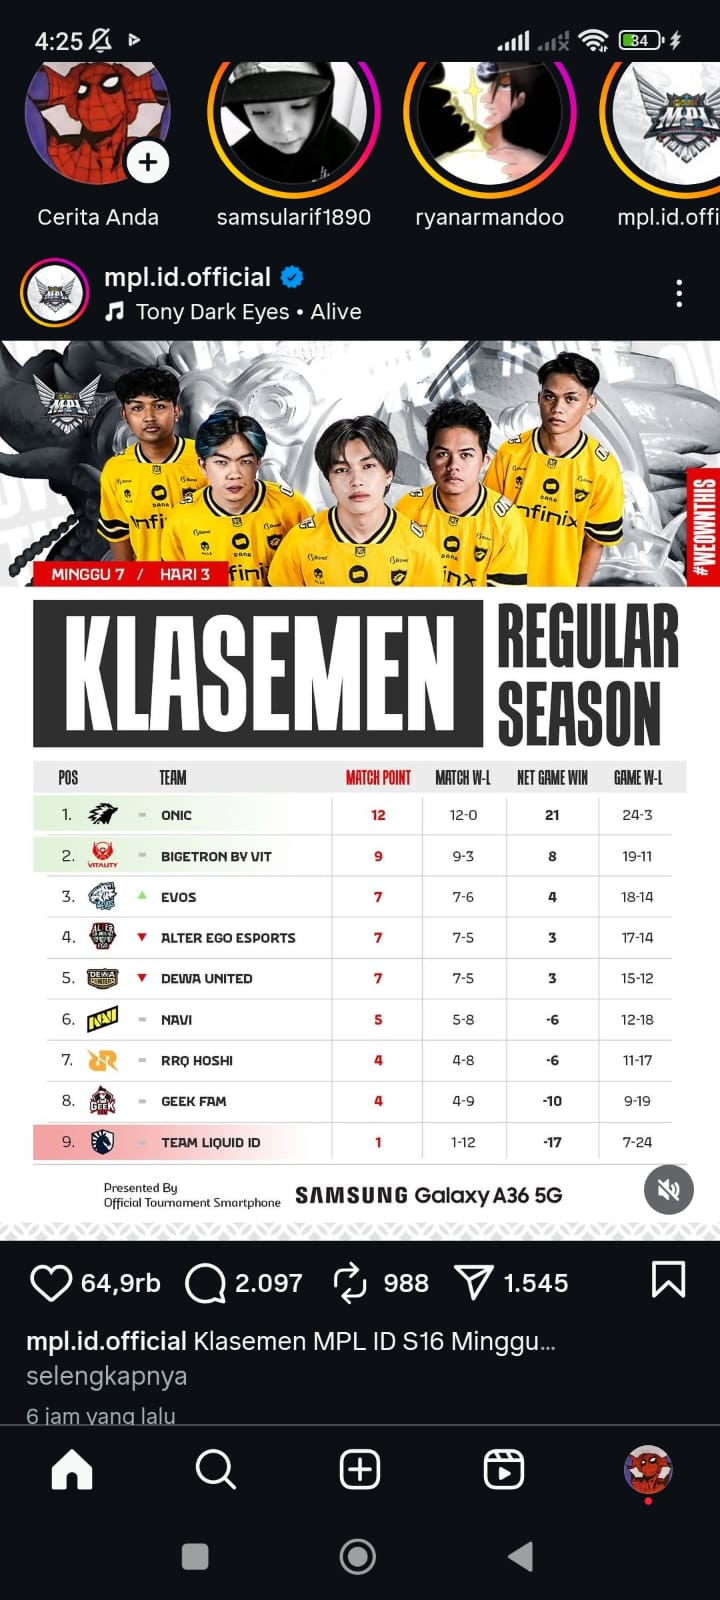 4:25
34
Cerita Anda
samsularif1890
ryanarmandoo
mpl.id.offi
mpl.id.official
Tony Dark Eyes • Alive
MPL
infinix
DANA
MINGGU 7 / HARI 3
#WEOWNTHIS
KLASEMEN
REGULAR
SEASON
POS TEAM MATCH POINT MATCH W-L NET GAME WIN GAME W-L
1. = ONIC 12 12-0 21 24-3
2. VITALITY = BIGETRON BY VIT 9 9-3 8 19-11
3. EVOS 7 7-6 4 18-14
4. ALTER EGO ESPORTS 7 7-5 3 17-14
5. DEWA UNITED 7 7-5 3 15-12
6. NAVI = NAVI 5 5-8 -6 12-18
7. = RRQ HOSHI 4 4-8 -6 11-17
8. GEEK = GEEK FAM 4 4-9 -10 9-19
9. = TEAM LIQUID ID 1 1-12 -17 7-24
Presented By
Official Tournament Smartphone SAMSUNG Galaxy A36 5G
64,9rb 2.097 988 1.545
mpl.id.official Klasemen MPL ID S16 Minggu...
selengkapnya
6 jam yang lalu